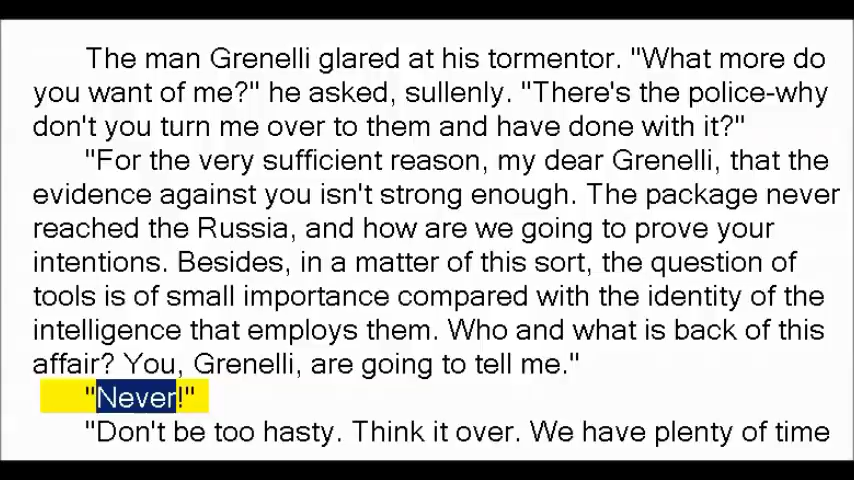 The man Grenelli glared at his tormentor. "What more do
you want of me?" he asked, sullenly. "There's the police-why
don't you turn me over to them and have done with it?"
"For the very sufficient reason, my dear Grenelli, that the
evidence against you isn't strong enough. The package never
reached the Russia, and how are we going to prove your
intentions. Besides, in a matter of this sort, the question of
tools is of small importance compared with the identity of the
intelligence that employs them. Who and what is back of this
affair? You, Grenelli, are going to tell me."
"Never!"
"Don't be too hasty. Think it over. We have plenty of time